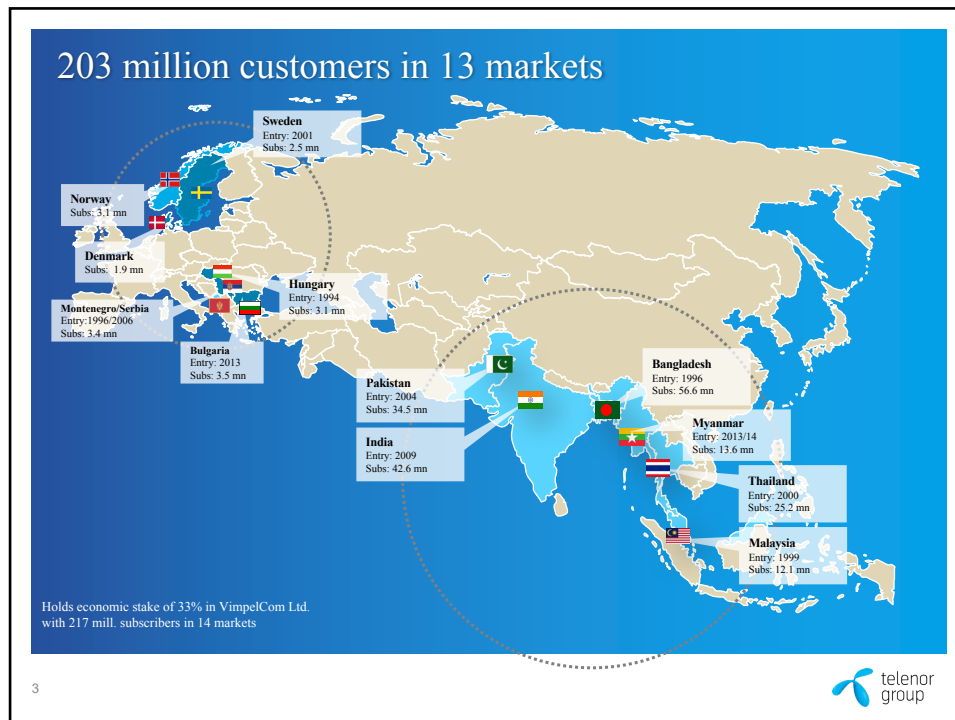 203 million customers in 13 markets
Sweden
Entry: 2001
Subs: 2.5 mn
Norway
Subs: 3.1 mn
Denmark
Subs: 1.9 mn
Hungary
Entry: 1994
Subs: 3.1 mn
Montenegro/Serbia
Entry:1996/2006
Subs: 3.4 mn
Bulgaria
Entry: 2013
Subs: 3.5 mn
Pakistan
Entry: 2004
Subs: 34.5 mn
Bangladesh
Entry: 1996
Subs: 56.6 mn
India
Entry: 2009
Subs: 42.6 mn
Myanmar
Entry: 2013/14
Subs: 13.6 mn
Thailand
Entry: 2000
Subs: 25.2 mn
Malaysia
Entry: 1999
Subs: 12.1 mn
Holds economic stake of 33% in VimpelCom Ltd.
with 217 mill. subscribers in 14 markets
3
telenor
group